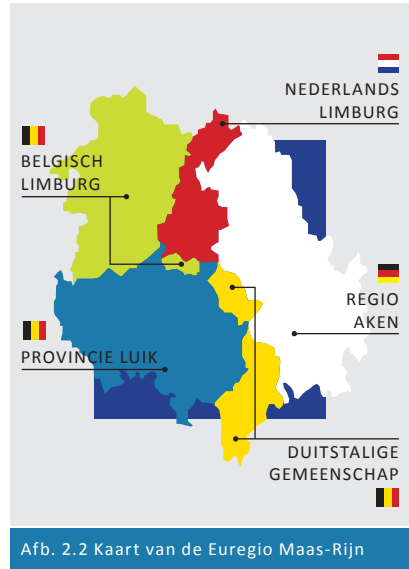 NEDERLANDS
LIMBURG
BELGISCH
LIMBURG
REGIO
AKEN
PROVINCIE LUIK
DUITSTALIGE
GEMEENSCHAP
Afb. 2.2 Kaart van de Euregio Maas-Rijn